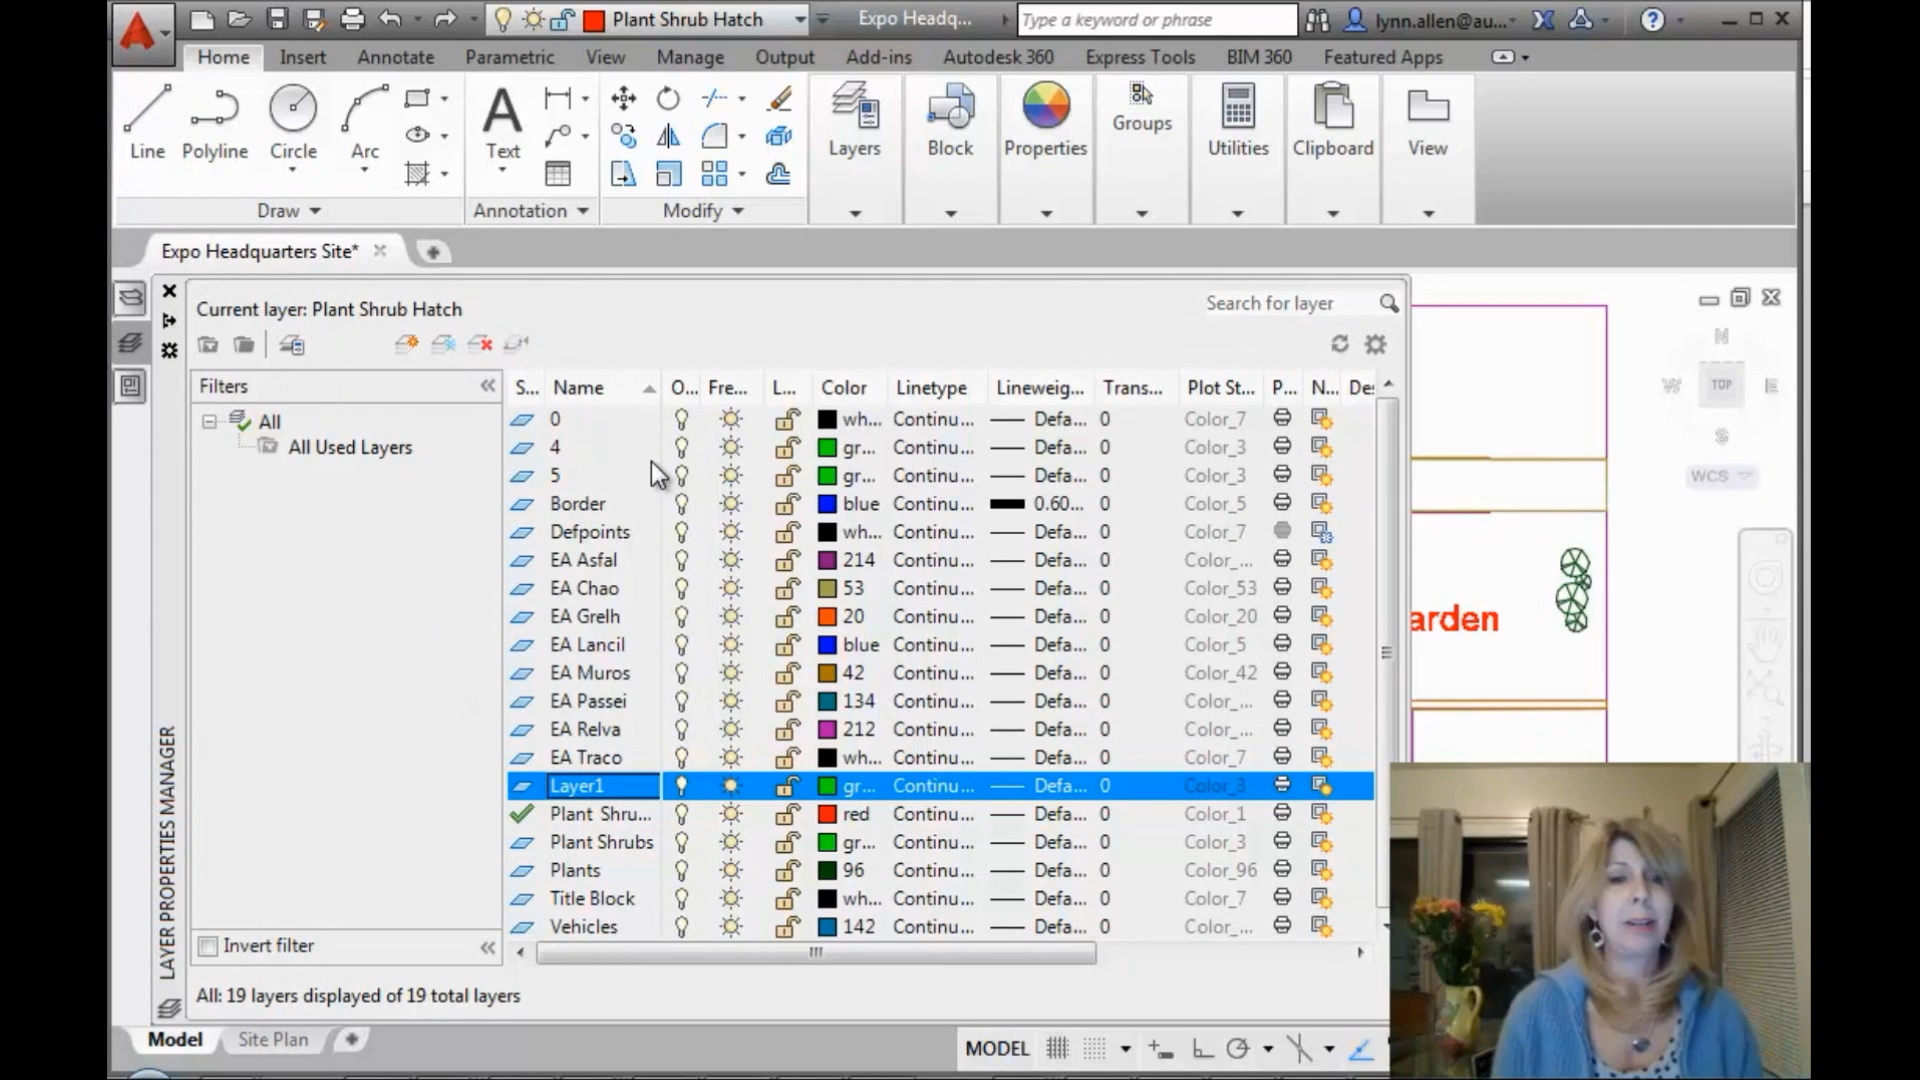 Plant Shrub Hatch
Expo Headq...
Type a keyword or phrase
lynn.allen@au...
Home Insert Annotate Parametric View Manage Output Add-ins Autodesk 360 Express Tools BIM 360 Featured Apps
Line Polyline Circle Arc Text Layers Block Properties Groups Utilities Clipboard View
Draw Annotation Modify
Expo Headquarters Site*
Current layer: Plant Shrub Hatch
Search for layer
Filters
All
All Used Layers
Invert filter
S... Name O... Fre... L... Color Linetype Lineweig... Trans... Plot St... P... N... Des
0 wh... Continu... Defa... 0 Color_7
4 gr... Continu... Defa... 0 Color_3
5 gr... Continu... Defa... 0 Color_3
Border blue Continu... 0.60... 0 Color_5
Defpoints wh... Continu... Defa... 0 Color_7
EA Asfal 214 Continu... Defa... 0 Color_...
EA Chao 53 Continu... Defa... 0 Color_53
EA Grelh 20 Continu... Defa... 0 Color_20
EA Lancil blue Continu... Defa... 0 Color_5
EA Muros 42 Continu... Defa... 0 Color_42
EA Passei 134 Continu... Defa... 0 Color_...
EA Relva 212 Continu... Defa... 0 Color_...
EA Traco wh... Continu... Defa... 0 Color_7
Layer1 gr... Continu... Defa... 0 Color_3
Plant Shru... red Continu... Defa... 0 Color_1
Plant Shrubs gr... Continu... Defa... 0 Color_3
Plants 96 Continu... Defa... 0 Color_96
Title Block wh... Continu... Defa... 0 Color_7
Vehicles 142 Continu... Defa... 0 Color_...
LAYER PROPERTIES MANAGER
All: 19 layers displayed of 19 total layers
N
W TOP E
S
WCS
arden
Model Site Plan
MODEL